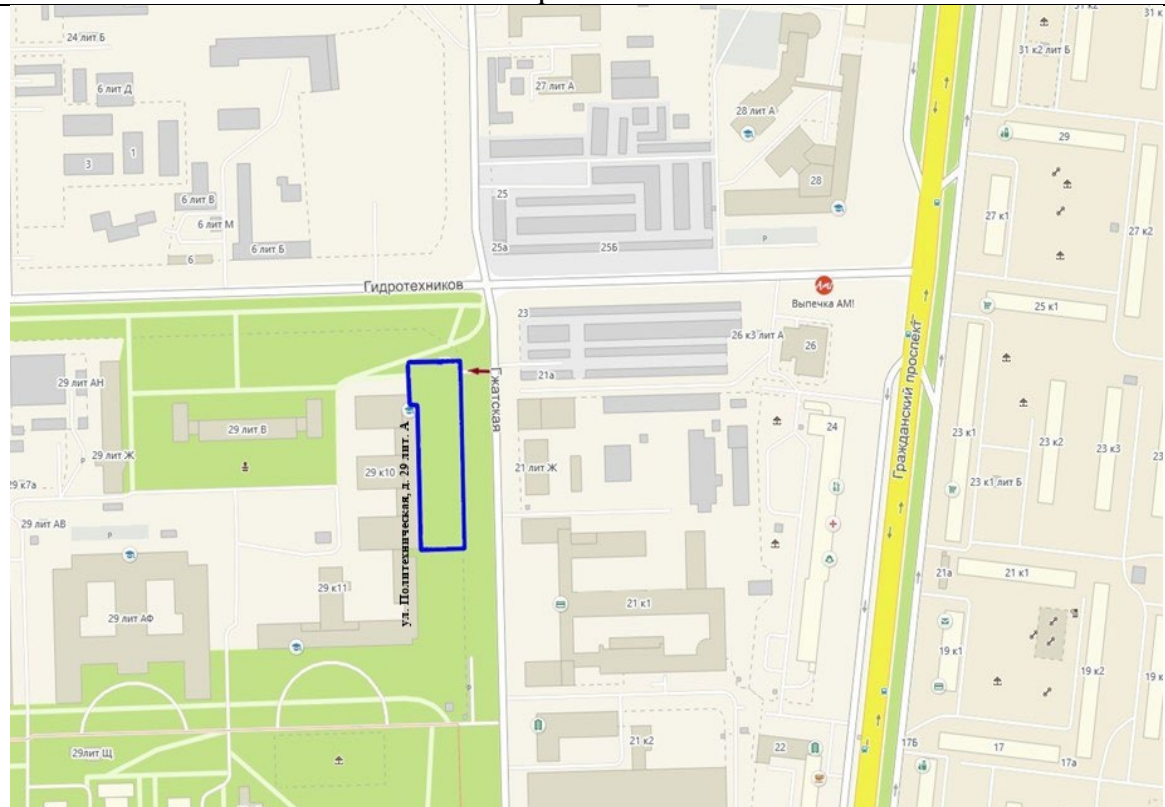 24 лит Б
31 к2
31 к
31 к2 лит Б
6 лит Д
27 лит А
28 лит А
29
3
1
28
6 лит В
25
27 к1
6 лит М
27 к2
6 лит Б
25а
25Б
Р
6
Гидротехников
Выпечка АМ!
25 к1
23
26 к3 лит А
26
21а
Гжатская
Гражданский проспект
29 лит АН
29 лит В
24
23 к1
23 к2
23 к3
23
29 лит Ж
29 к10
ул. Политехническая, д. 29 лит. А
21 лит Ж
23 к1 лит Б
29 к7а
29 лит АВ
Р
29 к11
21 к1
21а
21 к1
29 лит АФ
19 к1
19 к2
19 к
29лит Щ
21 к2
22
17Б
17
17а